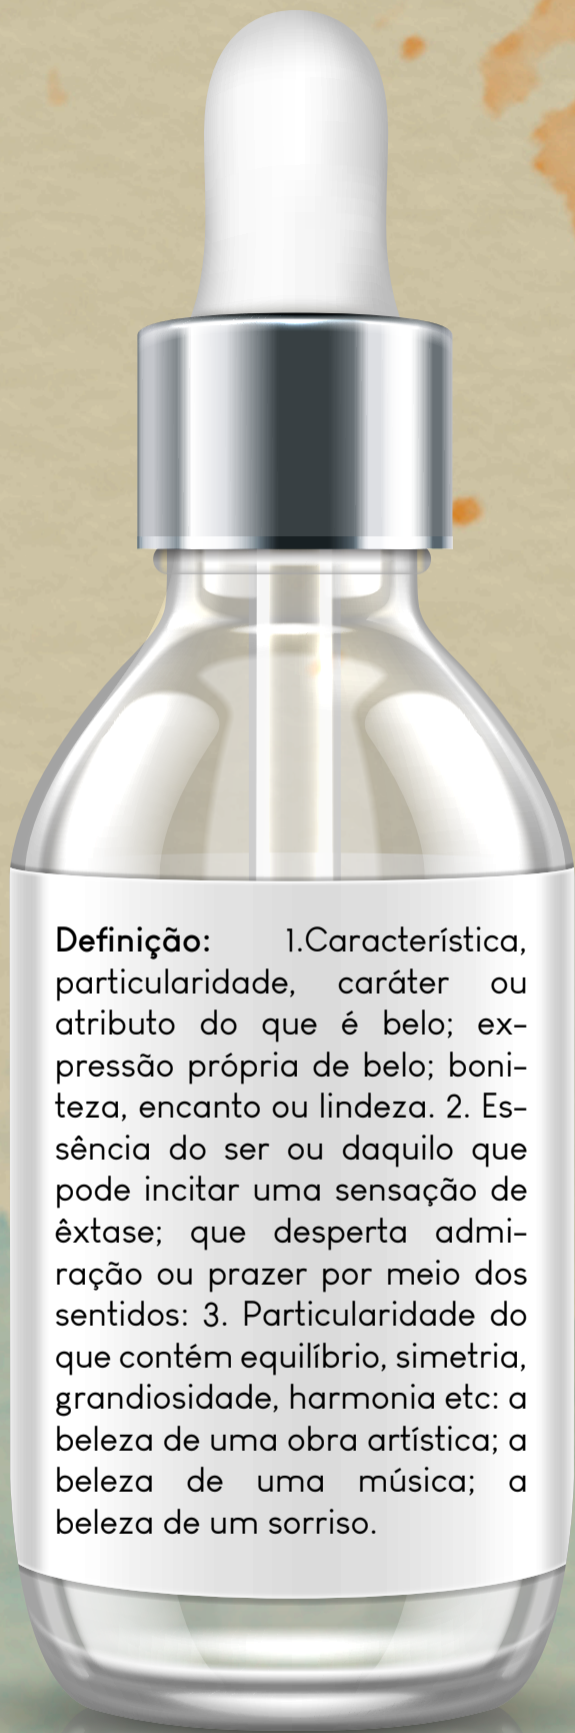 Definição: 1.Característica,
particularidade, caráter ou
atributo do que é belo; ex-
pressão própria de belo; boni-
teza, encanto ou lindeza. 2. Es-
sência do ser ou daquilo que
pode incitar uma sensação de
êxtase; que desperta admi-
ração ou prazer por meio dos
sentidos: 3. Particularidade do
que contém equilíbrio, simetria,
grandiosidade, harmonia etc: a
beleza de uma obra artística; a
beleza de uma música; a
beleza de um sorriso.